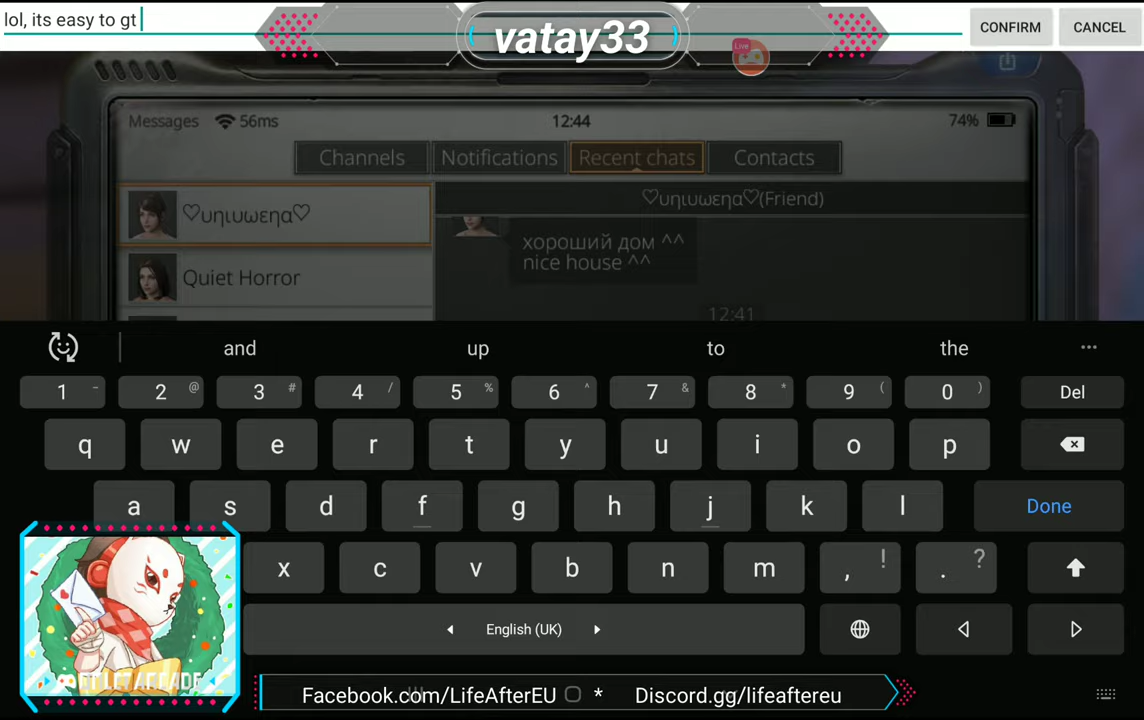 lol, its easy to gt
vatay33
CONFIRM
CANCEL
Live
Messages 56ms
12:44
74%
Channels
Notifications
Recent chats
Contacts
♡υηιυωεηα♡
♡υηιυωεηα♡(Friend)
хороший дом ^^
nice house ^^
Quiet Horror
12:41
and
up
to
the
...
1 - 2 @ 3 # 4 / 5 % 6 ^ 7 & 8 * 9 ( 0 ) Del
q w e r t y u i o p
a s d f g h j k l Done
x c v b n m , ! . ?
English (UK)
Facebook.com/LifeAfterEU * Discord.gg/lifeaftereu